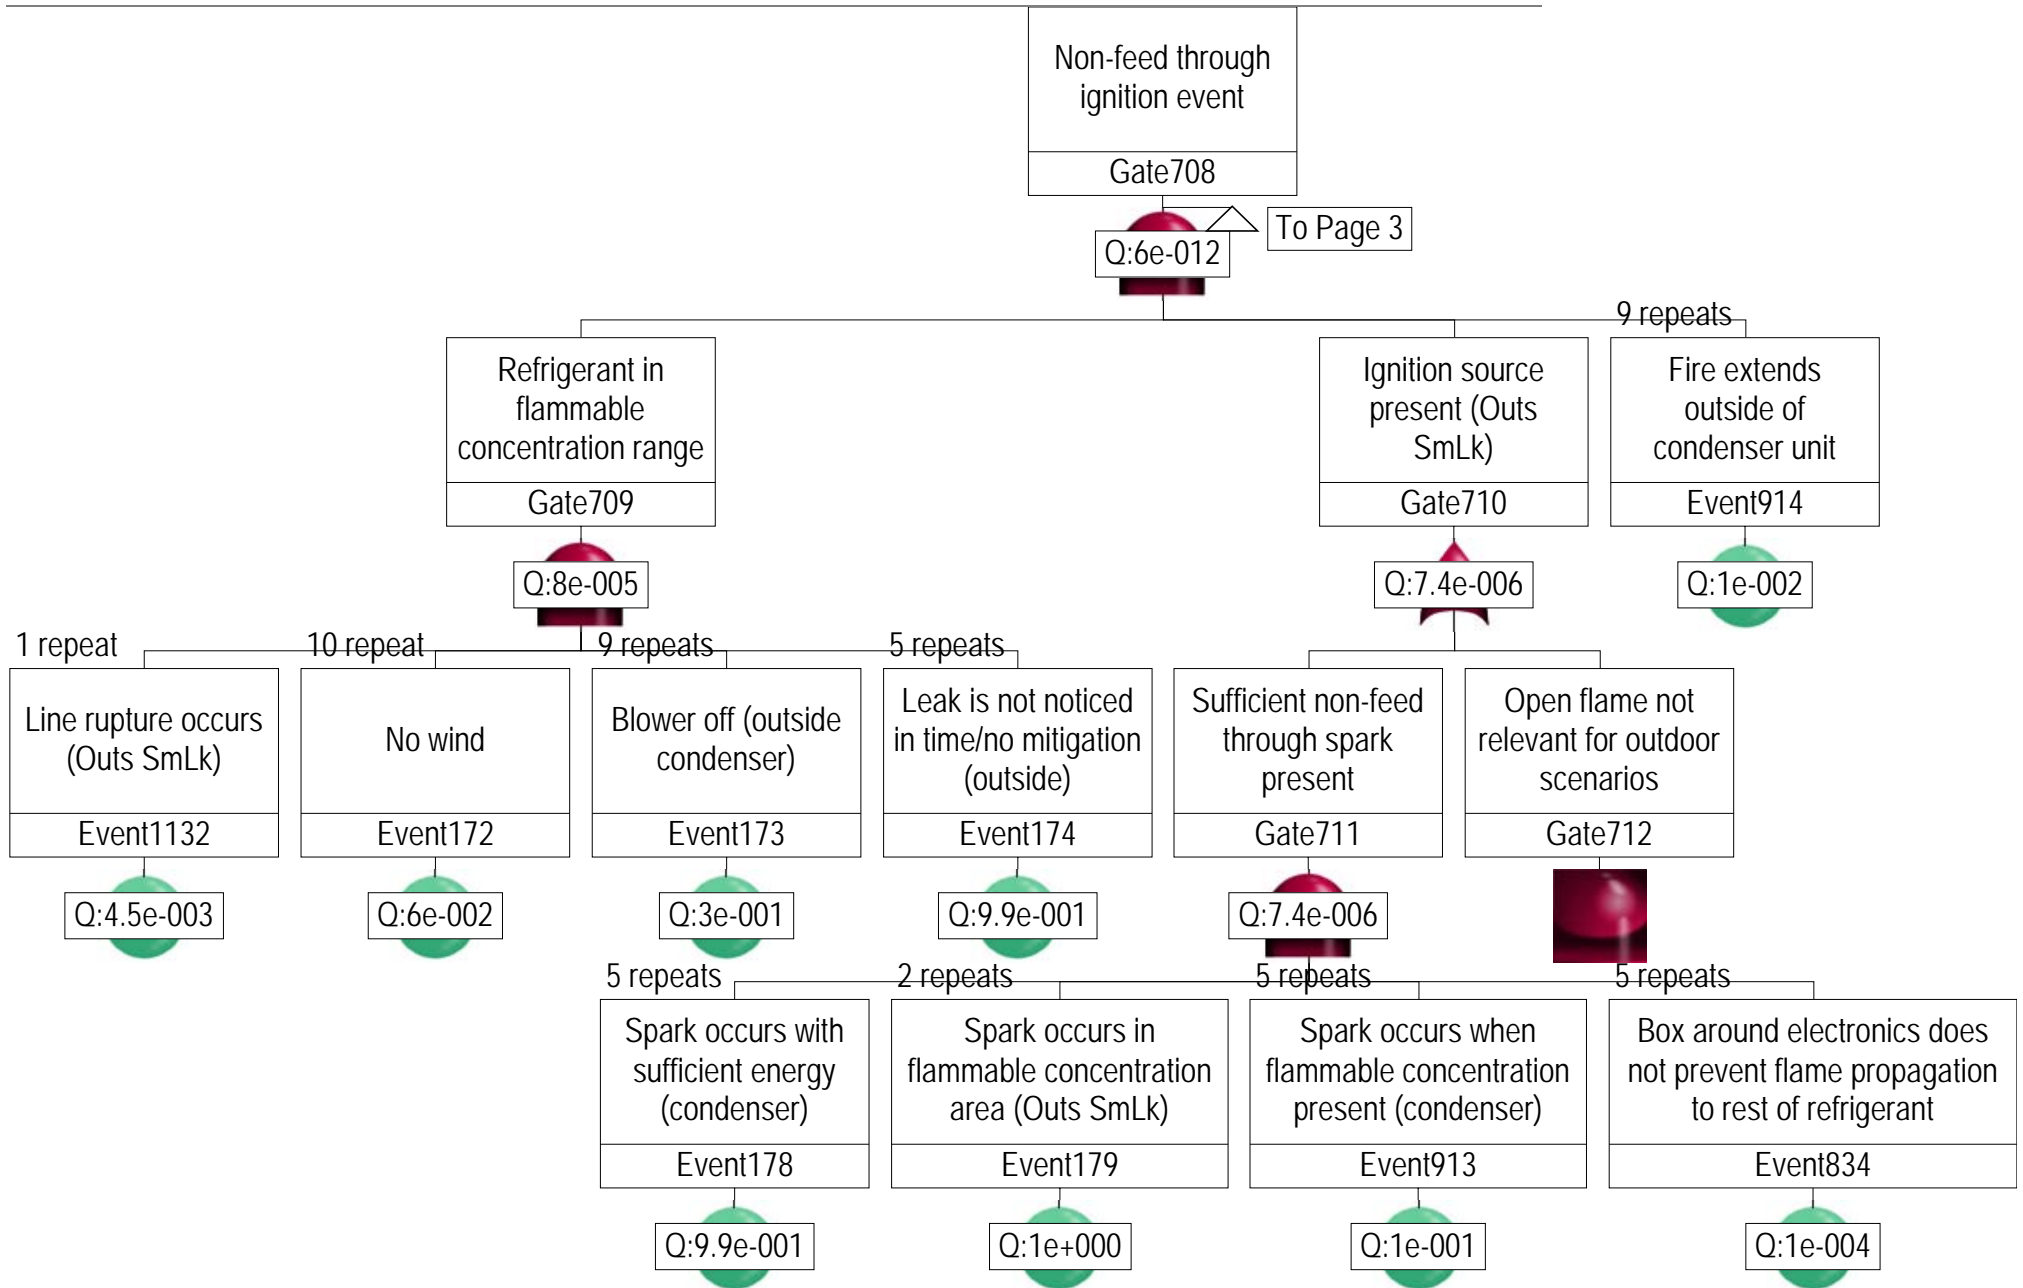 Non-feed through
ignition event
Gate708
To Page 3
Q:6e-012
9 repeats
Refrigerant in
flammable
concentration range
Gate709
Q:8e-005
Ignition source
present (Outs
SmLk)
Gate710
Q:7.4e-006
Fire extends
outside of
condenser unit
Event914
Q:1e-002
1 repeat
Line rupture occurs
(Outs SmLk)
Event1132
Q:4.5e-003
10 repeat
No wind
Event172
Q:6e-002
9 repeats
Blower off (outside
condenser)
Event173
Q:3e-001
5 repeats
Leak is not noticed
in time/no mitigation
(outside)
Event174
Q:9.9e-001
Sufficient non-feed
through spark
present
Gate711
Q:7.4e-006
Open flame not
relevant for outdoor
scenarios
Gate712
5 repeats
Spark occurs with
sufficient energy
(condenser)
Event178
Q:9.9e-001
2 repeats
Spark occurs in
flammable concentration
area (Outs SmLk)
Event179
Q:1e+000
5 repeats
Spark occurs when
flammable concentration
present (condenser)
Event913
Q:1e-001
5 repeats
Box around electronics does
not prevent flame propagation
to rest of refrigerant
Event834
Q:1e-004